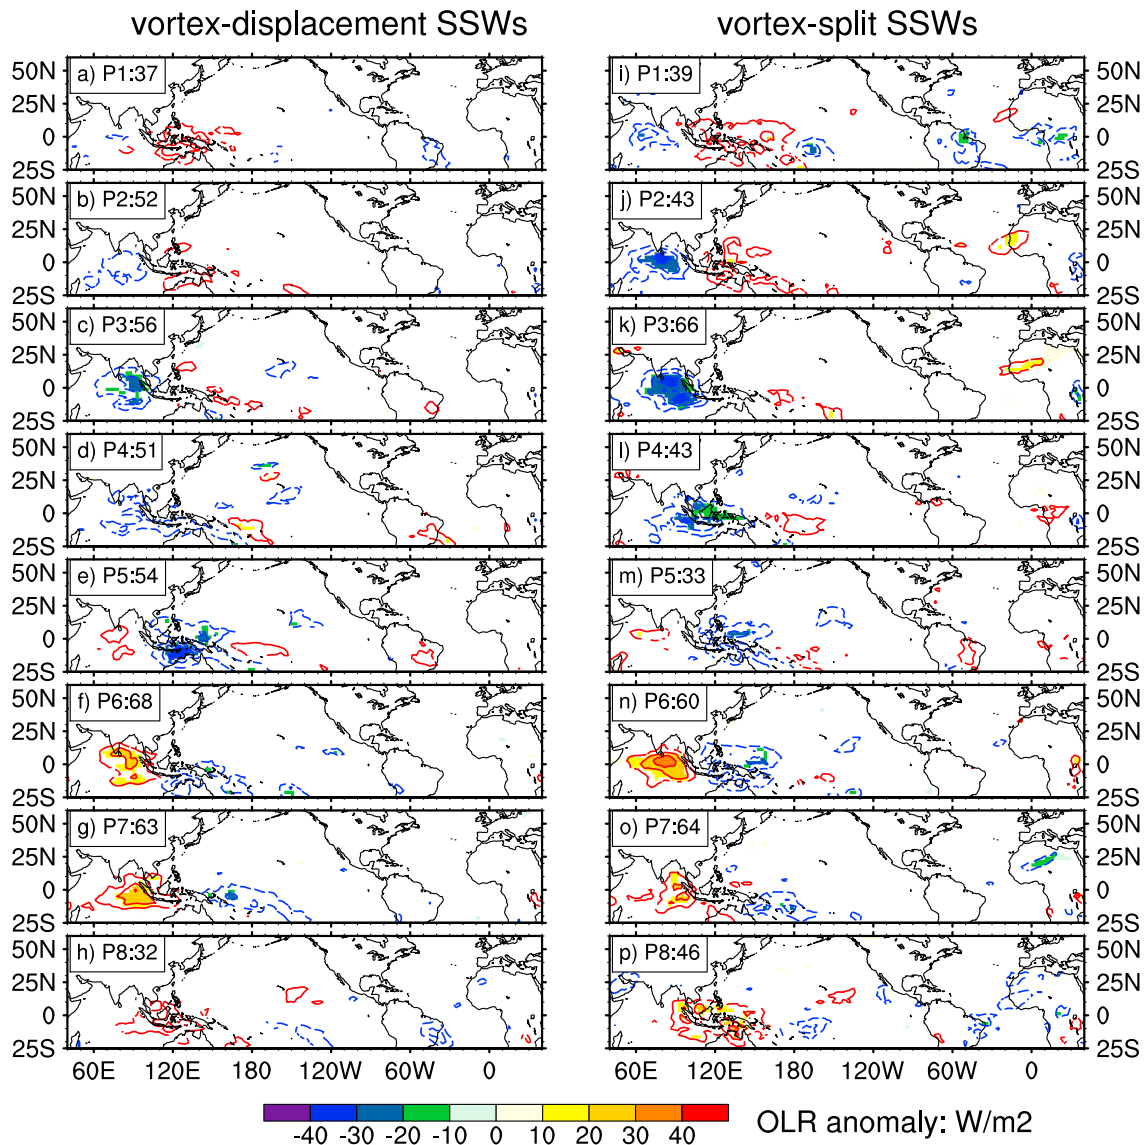 vortex-displacement SSWs vortex-split SSWs
50N a) P1:37 i) P1:39 50N
25N 25N
0 0
25S 25S
50N b) P2:52 j) P2:43 50N
25N 25N
0 0
25S 25S
50N c) P3:56 k) P3:66 50N
25N 25N
0 0
25S 25S
50N d) P4:51 l) P4:43 50N
25N 25N
0 0
25S 25S
50N e) P5:54 m) P5:33 50N
25N 25N
0 0
25S 25S
50N f) P6:68 n) P6:60 50N
25N 25N
0 0
25S 25S
50N g) P7:63 o) P7:64 50N
25N 25N
0 0
25S 25S
50N h) P8:32 p) P8:46 50N
25N 25N
0 0
25S 25S
60E 120E 180 120W 60W 0 60E 120E 180 120W 60W 0
-40 -30 -20 -10 0 10 20 30 40 OLR anomaly: W/m2